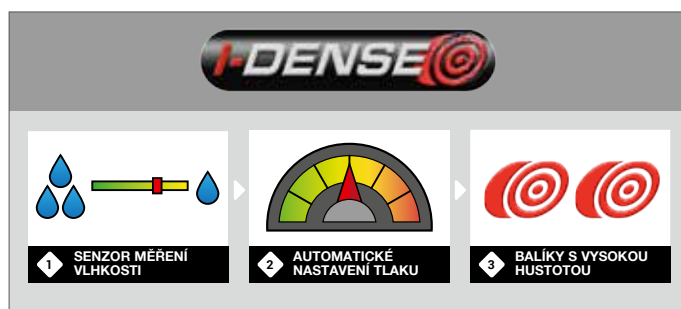 I-DENSE
1 SENZOR MĚŘENÍ
VLHKOSTI
2 AUTOMATICKÉ
NASTAVENÍ TLAKU
3 BALÍKY S VYSOKOU
HUSTOTOU